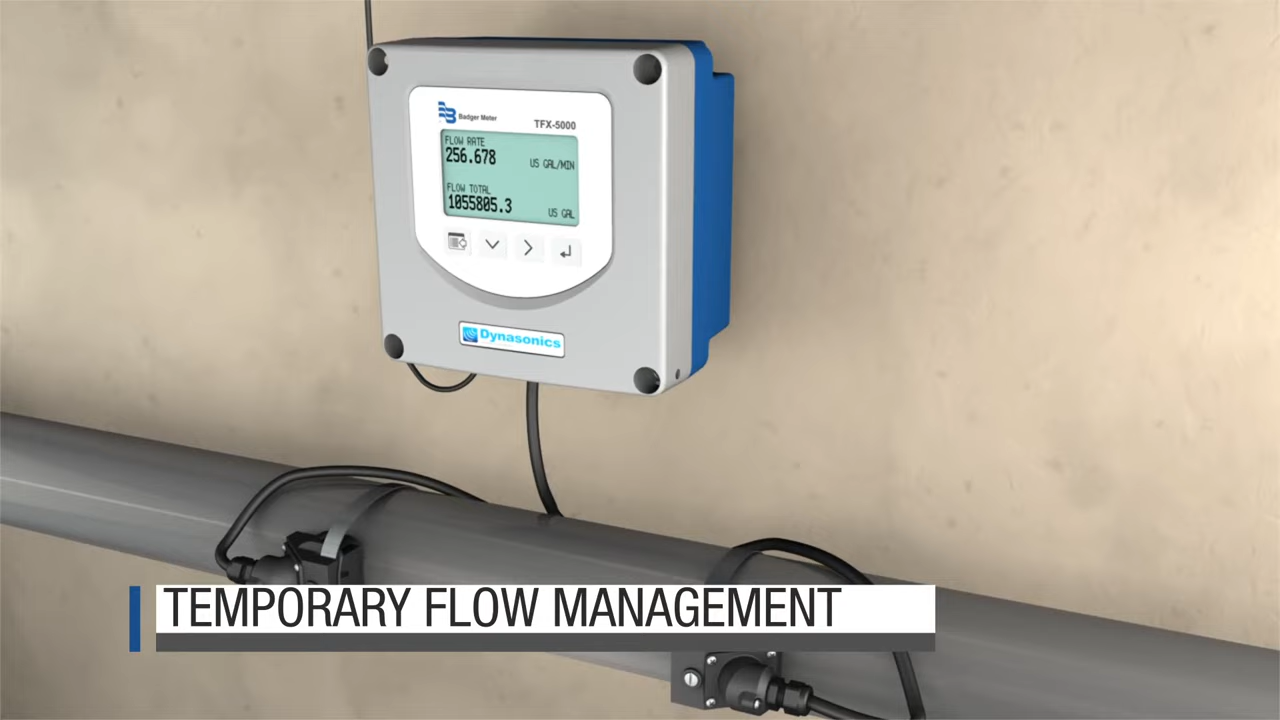 Badger Meter
TFX-5000
FLOW RATE
256.678 US GAL/MIN
FLOW TOTAL
1055805.3 US GAL
Dynasonics
TEMPORARY FLOW MANAGEMENT